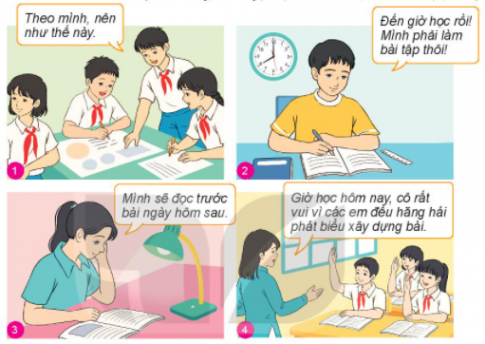 Theo mình, nên
như thế này.
1
Đến giờ học rồi!
Mình phải làm
bài tập thôi!
2
Mình sẽ đọc trước
bài ngày hôm sau.
3
Giờ học hôm nay, cô rất
vui vì các em đều hăng hái
phát biểu xây dựng bài.
4